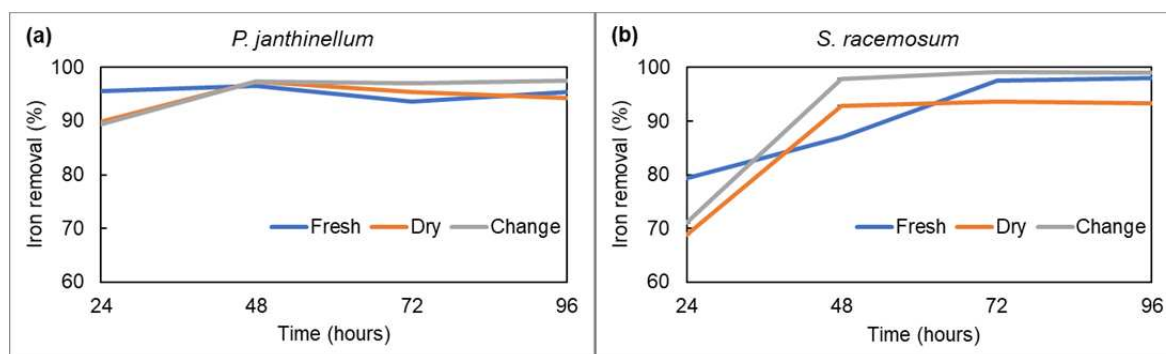 (a) P. janthinellum
100
90
80
70
60
Iron removal (%)
Fresh Dry Change
24 48 72 96
Time (hours)
(b) S. racemosum
100
90
80
70
60
Iron removal (%)
Fresh Dry Change
24 48 72 96
Time (hours)